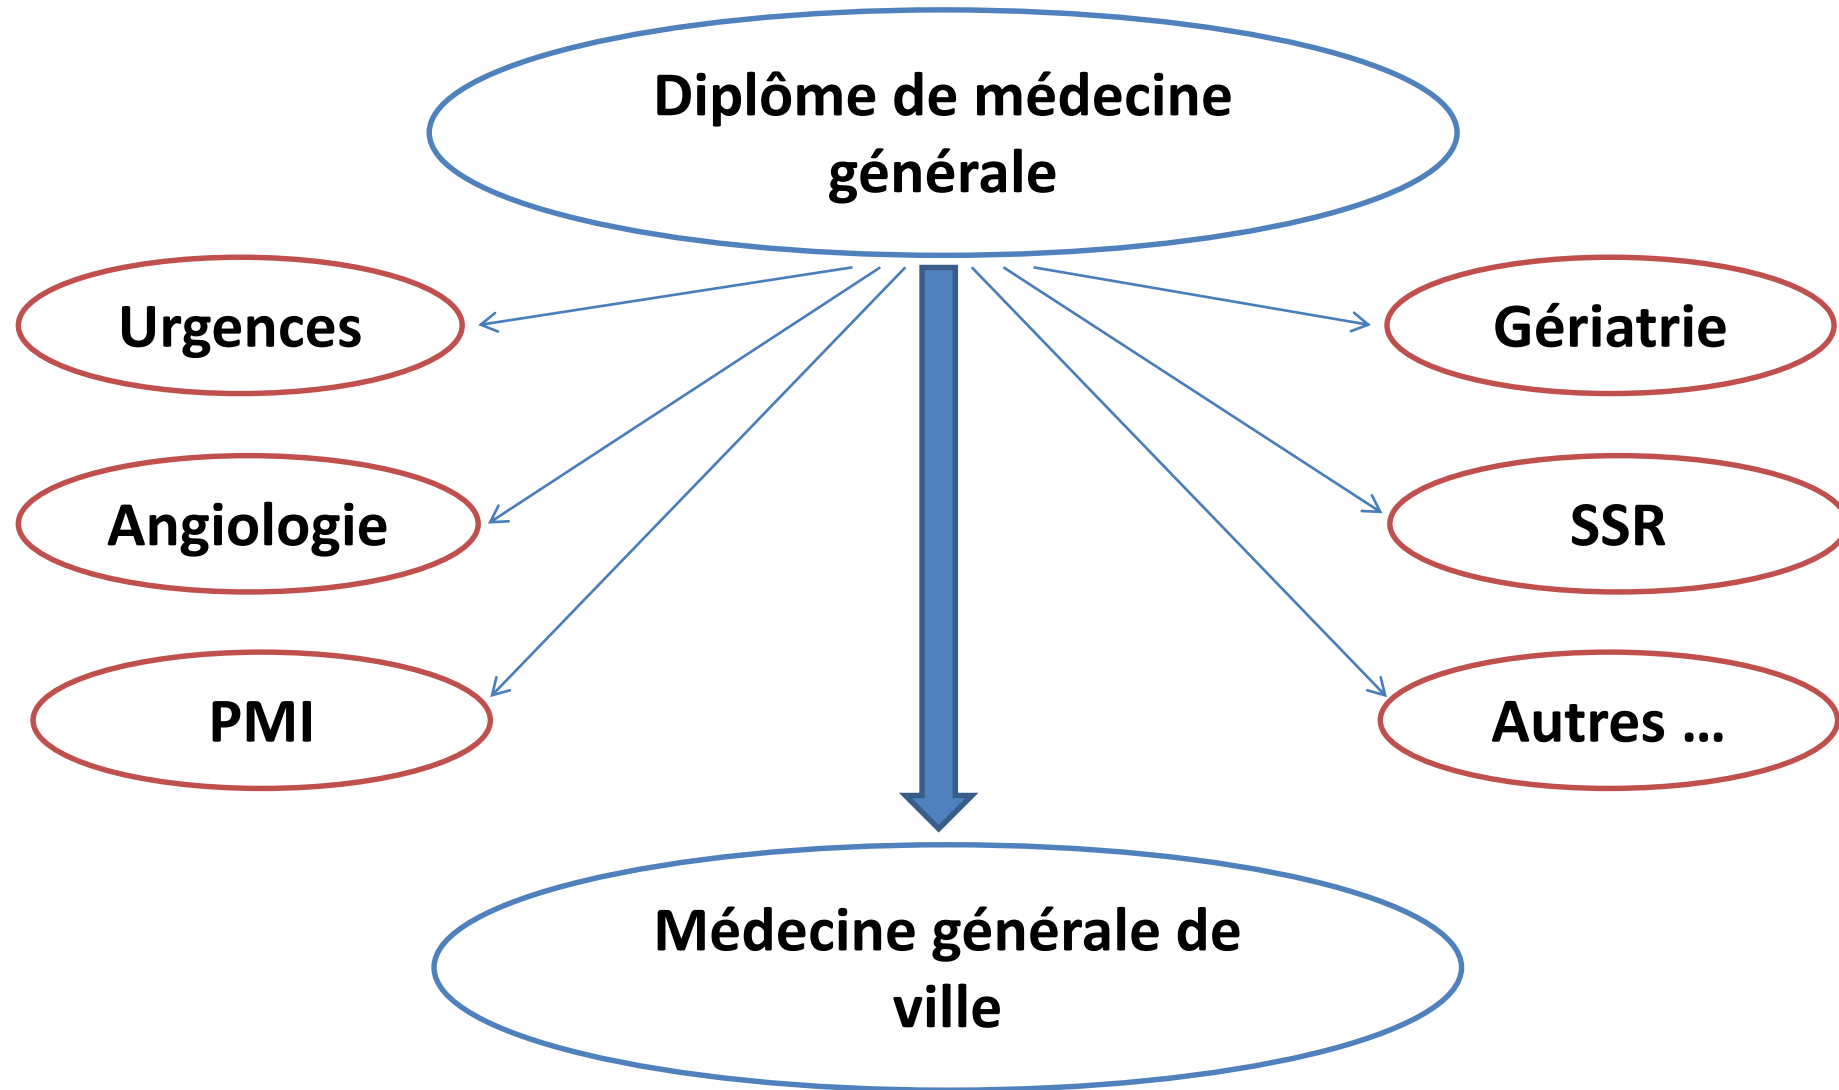 Diplôme de médecine
générale
Urgences
Gériatrie
Angiologie
SSR
PMI
Autres ...
Médecine générale de
ville